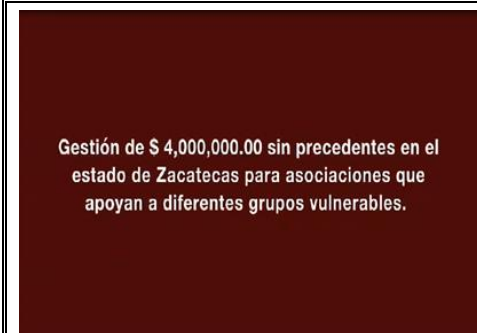 Gestión de $ 4,000,000.00 sin precedentes en el
estado de Zacatecas para asociaciones que
apoyan a diferentes grupos vulnerables.